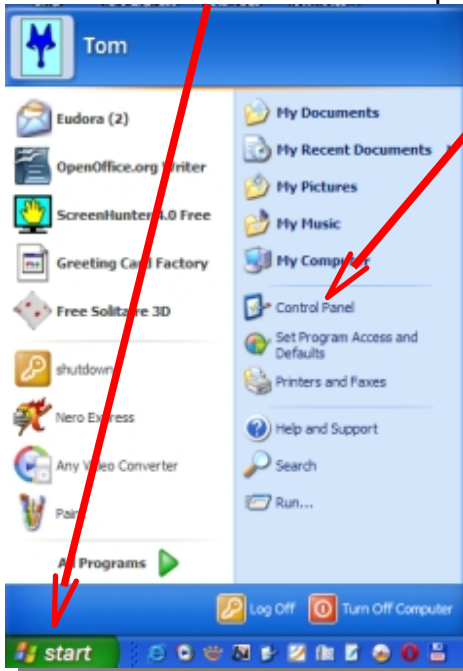 Tom
Eudora (2)
OpenOffice.org Writer
ScreenHunter 4.0 Free
Greeting Card Factory
Free Solitaire 3D
shutdown
Nero Express
Any Video Converter
Paint
All Programs
My Documents
My Recent Documents
My Pictures
My Music
My Computer
Control Panel
Set Program Access and
Defaults
Printers and Faxes
Help and Support
Search
Run...
Log Off
Turn Off Computer
start